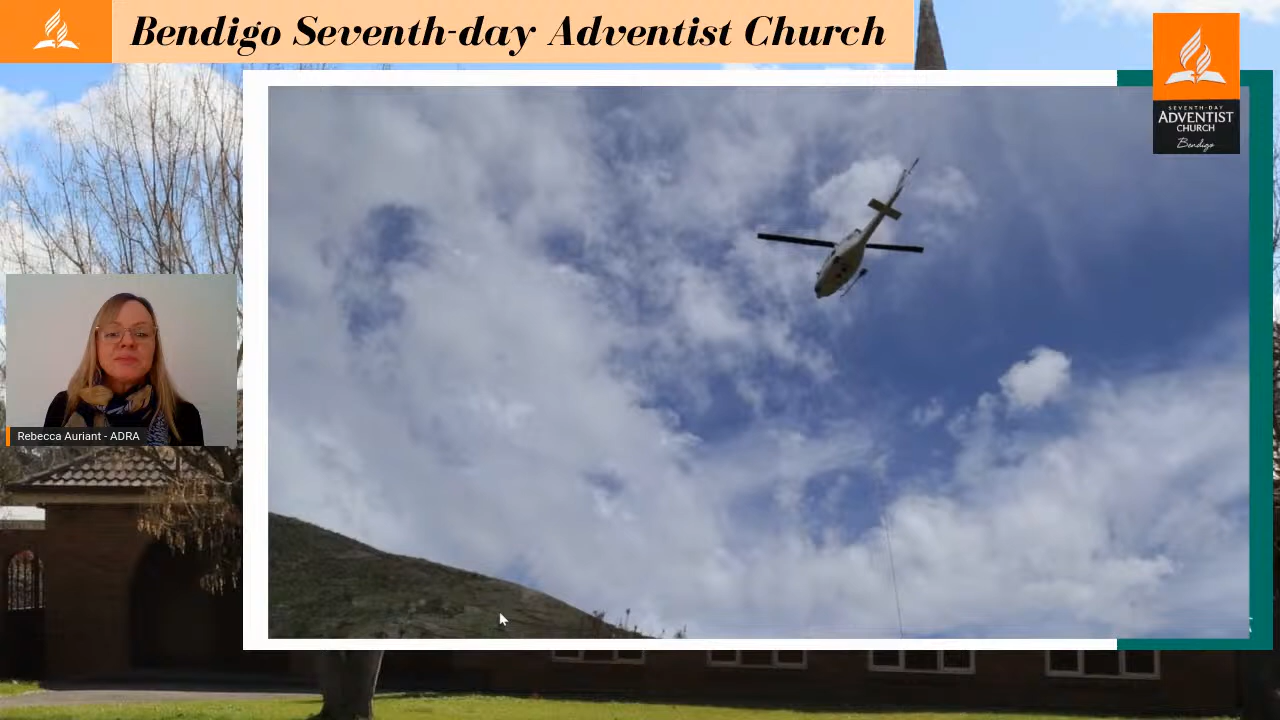 Bendigo Seventh-day Adventist Church
SEVENTH-DAY
ADVENTIST
CHURCH
Bendigo
Rebecca Auriant - ADRA